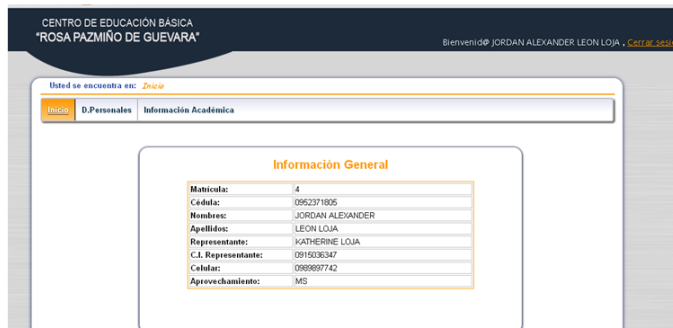 CENTRO DE EDUCACIÓN BÁSICA
"ROSA PAZMIÑO DE GUEVARA"
Bienvenid@ JORDAN ALEXANDER LEON LOJA , Cerrar sesi
Usted se encuentra en: Inicio
Inicio D.Personales Información Académica
Información General
Matrícula: 4
Cédula: 0952371805
Nombres: JORDAN ALEXANDER
Apellidos: LEON LOJA
Representante: KATHERINE LOJA
C.I. Representante: 0915036347
Celular: 0989897742
Aprovechamiento: MS